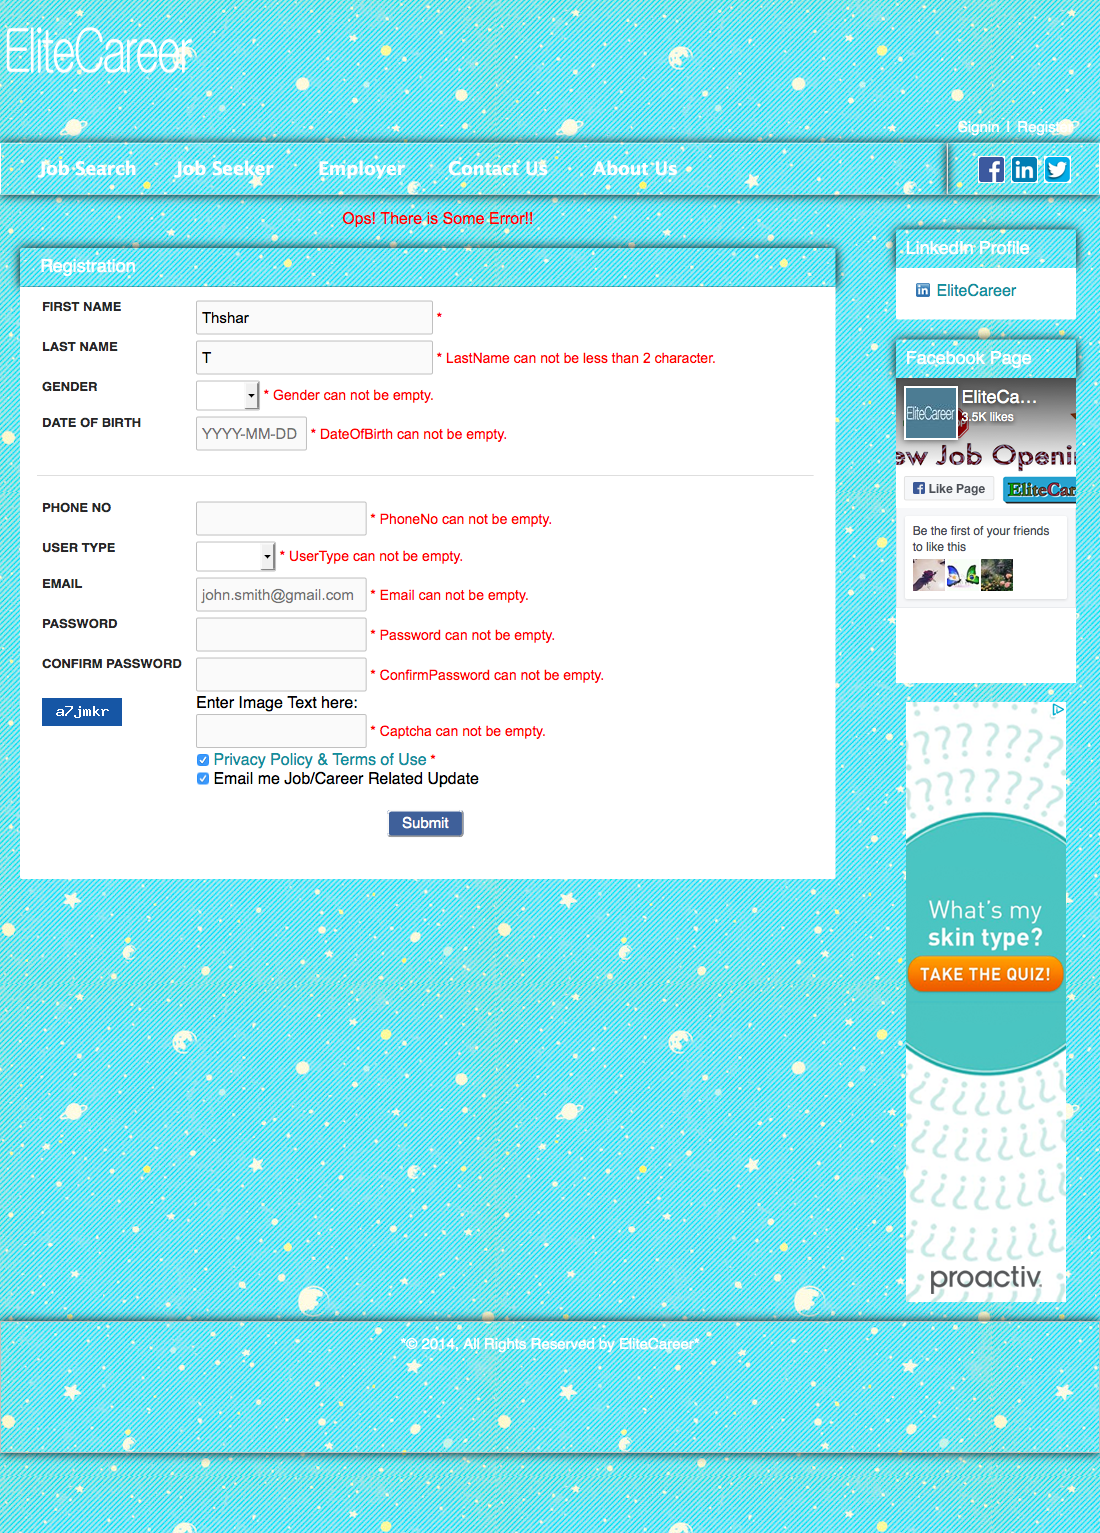 EliteCareer
Signin | Register
Job Search Job Seeker Employer Contact US About Us
Ops! There is Some Error!!
Registration
FIRST NAME Thshar *
LAST NAME T * LastName can not be less than 2 character.
GENDER * Gender can not be empty.
DATE OF BIRTH YYYY-MM-DD * DateOfBirth can not be empty.
PHONE NO * PhoneNo can not be empty.
USER TYPE * UserType can not be empty.
EMAIL john.smith@gmail.com * Email can not be empty.
PASSWORD * Password can not be empty.
CONFIRM PASSWORD * ConfirmPassword can not be empty.
Enter Image Text here:
a7jmkr
* Captcha can not be empty.
Privacy Policy & Terms of Use *
Email me Job/Career Related Update
Submit
LinkedIn Profile
EliteCareer
Facebook Page
EliteCareer
EliteCa...
3.5K likes
ew Job Openin
Like Page
EliteCar
Be the first of your friends
to like this
What's my
skin type?
TAKE THE QUIZ!
proactiv.
*© 2014, All Rights Reserved by EliteCareer*